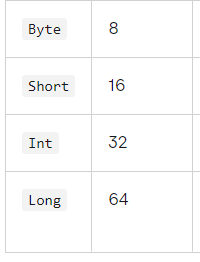 Byte 8
Short 16
Int 32
Long 64